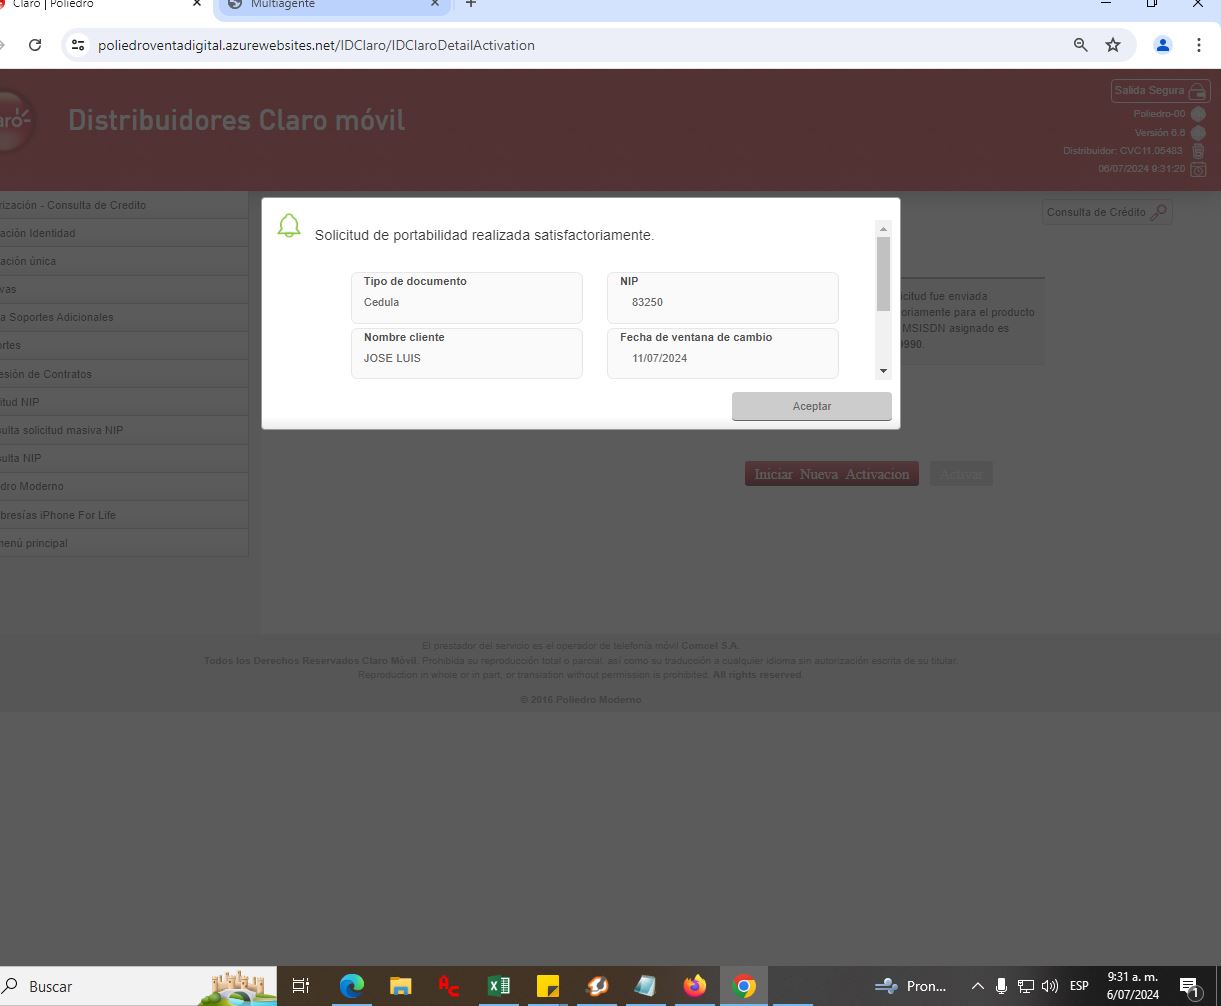 Claro | Poliedro
Multiagente
poliedroventadigital.azurewebsites.net/IDClaro/IDClaroDetailActivation
Distribuidores Claro móvil
Salida Segura
Poliedro-00
Versión 6.6
Distribuidor: CVC11.05483
06/07/2024 9:31:20
rización - Consulta de Credito
Consulta de Crédito
ación Identidad
ación única
vas
a Soportes Adicionales
ortes
esión de Contratos
itud NIP
ulta solicitud masiva NIP
ulta NIP
dro Moderno
bresías iPhone For Life
menú principal
Solicitud de portabilidad realizada satisfactoriamente.
Tipo de documento
Cedula
NIP
83250
Nombre cliente
JOSE LUIS
Fecha de ventana de cambio
11/07/2024
Aceptar
icitud fue enviada
oriamente para el producto
MSISDN asignado es
9990.
Iniciar Nueva Activacion
Activar
El prestador del servicio es el operador de telefonía móvil Comcel S.A.
Todos los Derechos Reservados Claro Móvil. Prohibida su reproducción total o parcial, así como su traducción a cualquier idioma sin autorización escrita de su titular.
Reproduction in whole or in part, or translation without permission is prohibited. All rights reserved.
© 2016 Poliedro Moderno.
Buscar
Pron...
ESP
9:31 a. m.
6/07/2024
1